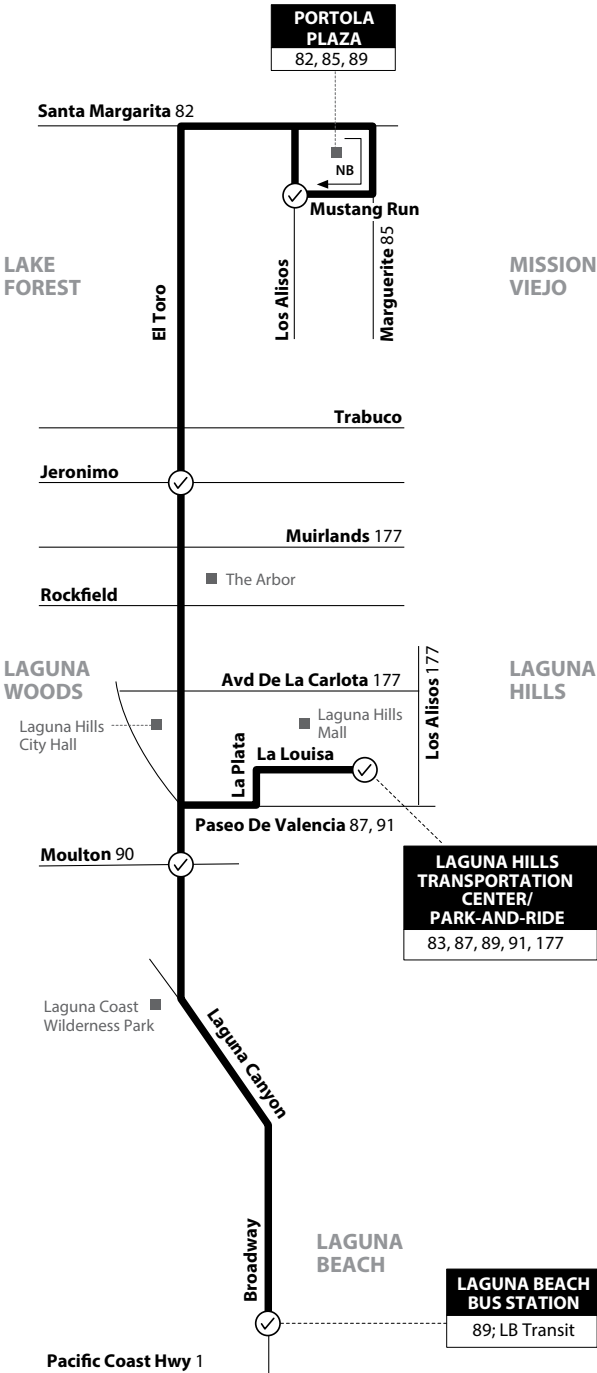 PORTOLA
PLAZA
82, 85, 89
Santa Margarita 82
NB
Mustang Run
LAKE
FOREST
El Toro
Los Alisos
Marguerite 85
MISSION
VIEJO
Trabuco
Jeronimo
Muirlands 177
The Arbor
Rockfield
LAGUNA
WOODS
Avd De La Carlota 177
Los Alisos 177
LAGUNA
HILLS
Laguna Hills
City Hall
Laguna Hills
Mall
La Plata
La Louisa
Paseo De Valencia 87, 91
Moulton 90
LAGUNA HILLS
TRANSPORTATION
CENTER/
PARK-AND-RIDE
83, 87, 89, 91, 177
Laguna Coast
Wilderness Park
Laguna Canyon
Broadway
LAGUNA
BEACH
LAGUNA BEACH
BUS STATION
89; LB Transit
Pacific Coast Hwy 1